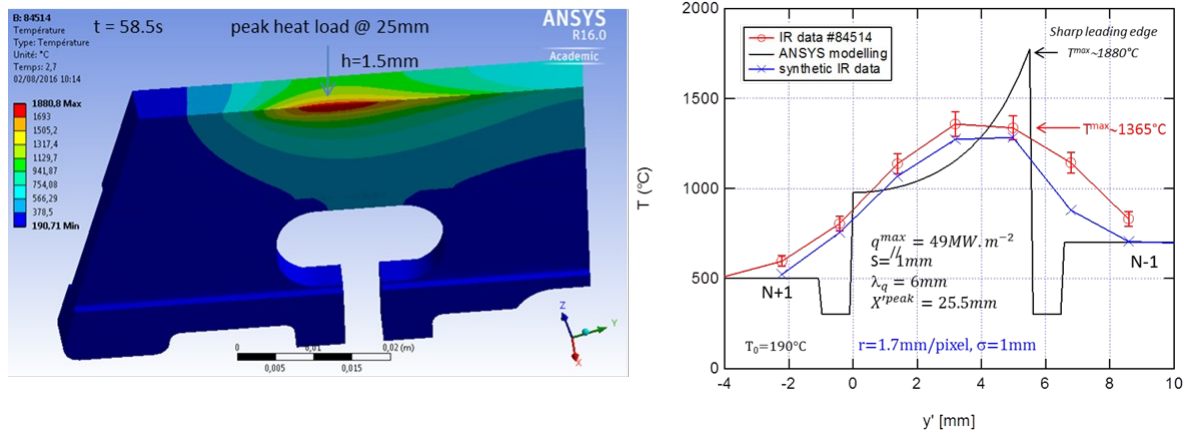 B: 84514
Température
Type: Température
Unité: °C
Temps: 2,7
02/08/2016 10:14
t = 58.5s
peak heat load @ 25mm
h=1.5mm
ANSYS
R16.0
Academic
1880,8 Max
1693
1505,2
1317,4
1129,7
941,87
754,08
566,29
378,5
190,71 Min
0
0,01
0,02 (m)
0,005
0,015
Z
Y
X
T (°C)
2000
1500
1000
500
0
IR data #84514
ANSYS modelling
synthetic IR data
Sharp leading edge
Tᵐᵃˣ~1880°C
Tᵐᵃˣ~1365°C
q//ᵐᵃˣ = 49MW.m⁻²
S= 1mm
λq = 6mm
X'ᵖᵉᵃᵏ = 25.5mm
N+1
N-1
T₀=190°C
r=1.7mm/pixel, σ=1mm
-4
-2
0
2
4
6
8
10
y' [mm]